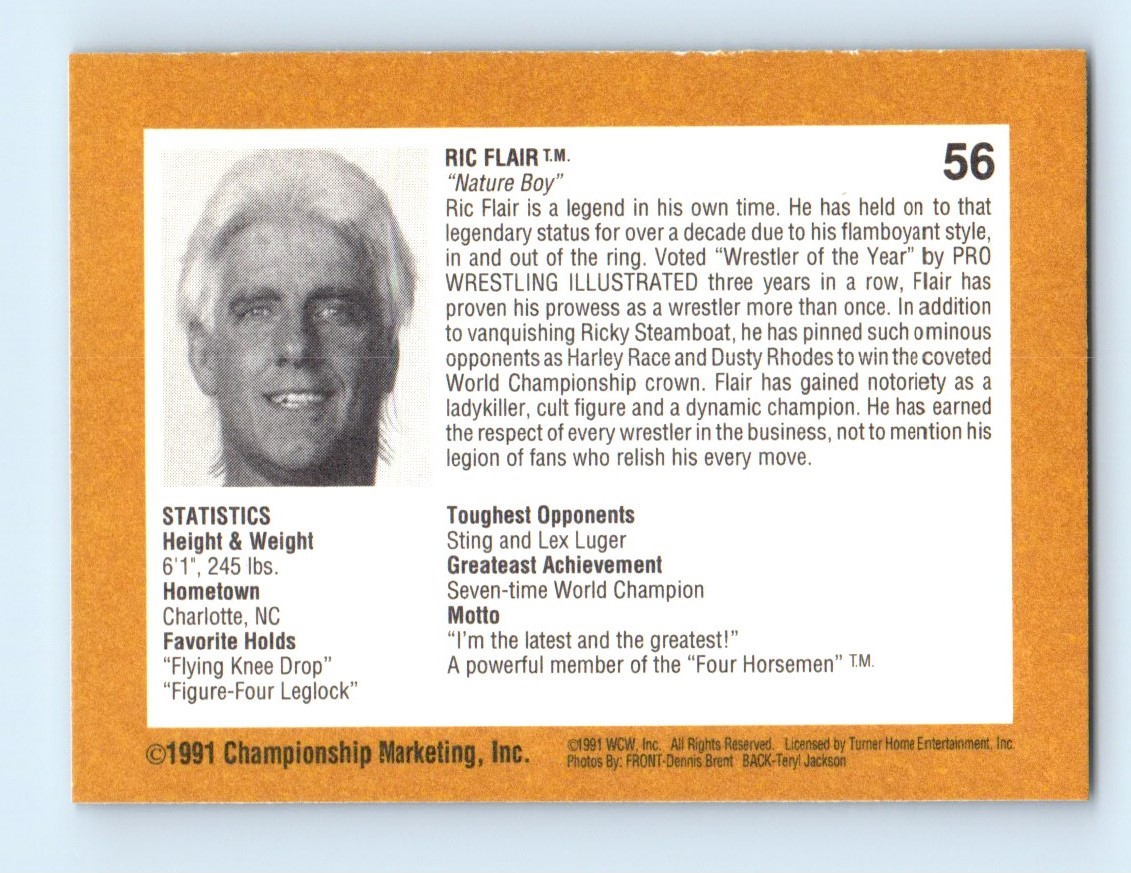 56
RIC FLAIR T.M.
“Nature Boy”
Ric Flair is a legend in his own time. He has held on to that
legendary status for over a decade due to his flamboyant style,
in and out of the ring. Voted “Wrestler of the Year” by PRO
WRESTLING ILLUSTRATED three years in a row, Flair has
proven his prowess as a wrestler more than once. In addition
to vanquishing Ricky Steamboat, he has pinned such ominous
opponents as Harley Race and Dusty Rhodes to win the coveted
World Championship crown. Flair has gained notoriety as a
ladykiller, cult figure and a dynamic champion. He has earned
the respect of every wrestler in the business, not to mention his
legion of fans who relish his every move.
STATISTICS
Height & Weight
6'1", 245 lbs.
Hometown
Charlotte, NC
Favorite Holds
“Flying Knee Drop”
“Figure-Four Leglock”
Toughest Opponents
Sting and Lex Luger
Greateast Achievement
Seven-time World Champion
Motto
“I'm the latest and the greatest!”
A powerful member of the “Four Horsemen” T.M.
©1991 Championship Marketing, Inc.
©1991 WCW, Inc. All Rights Reserved. Licensed by Turner Home Entertainment, Inc.
Photos By: FRONT-Dennis Brent BACK-Teryl Jackson